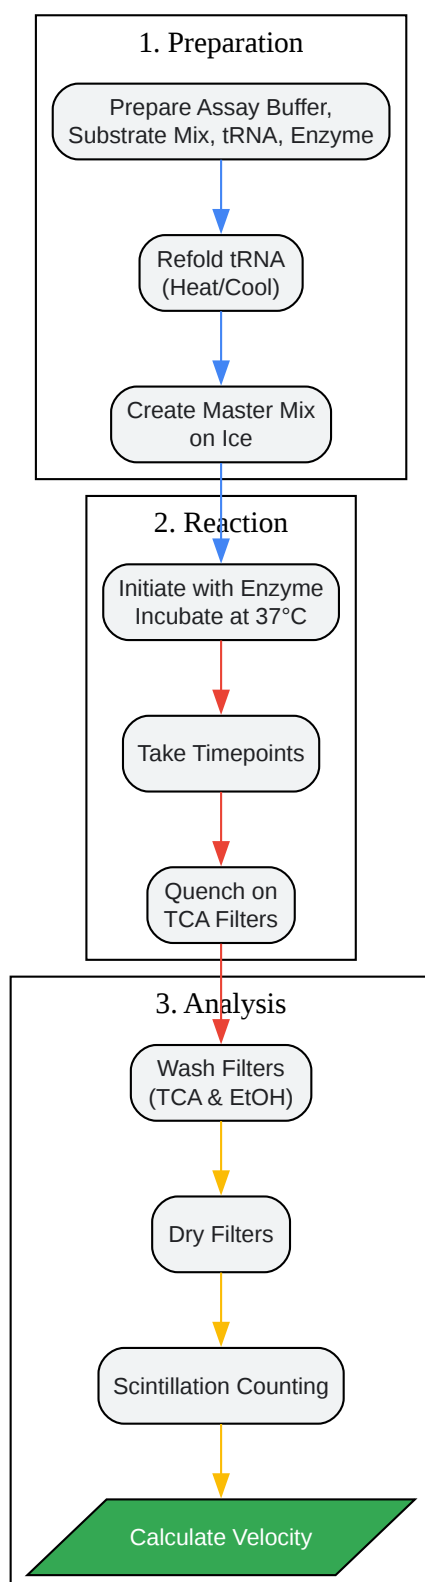 1. Preparation
Prepare Assay Buffer,
Substrate Mix, tRNA, Enzyme
Refold tRNA
(Heat/Cool)
Create Master Mix
on Ice
2. Reaction
Initiate with Enzyme
Incubate at 37°C
Take Timepoints
Quench on
TCA Filters
3. Analysis
Wash Filters
(TCA & EtOH)
Dry Filters
Scintillation Counting
Calculate Velocity